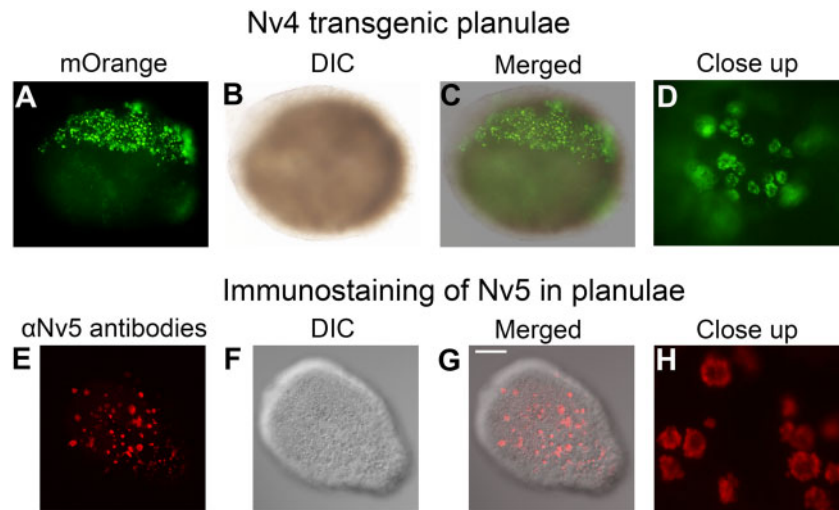 Nv4 transgenic planulae
mOrange DIC Merged Close up
A B C D
Immunostaining of Nv5 in planulae
αNv5 antibodies DIC Merged Close up
E F G H